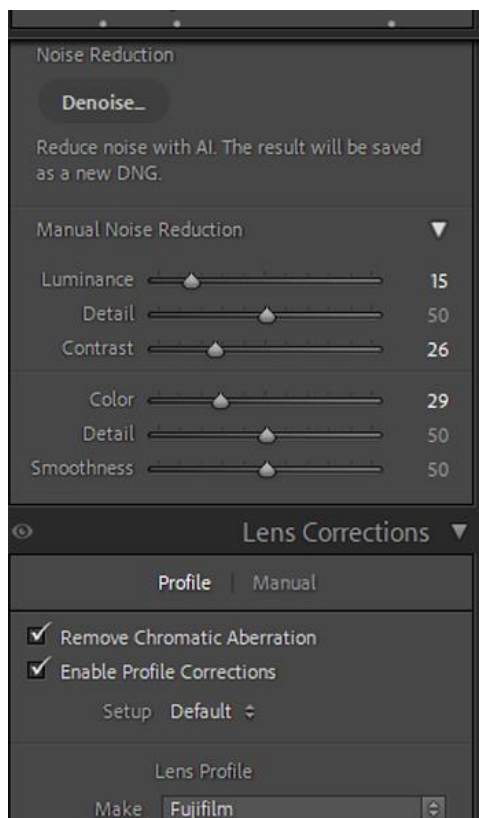 Noise Reduction
Denoise...
Reduce noise with AI. The result will be saved
as a new DNG.
Manual Noise Reduction
Luminance 15
Detail 50
Contrast 26
Color 29
Detail 50
Smoothness 50
Lens Corrections
Profile Manual
Remove Chromatic Aberration
Enable Profile Corrections
Setup Default
Lens Profile
Make Fujifilm